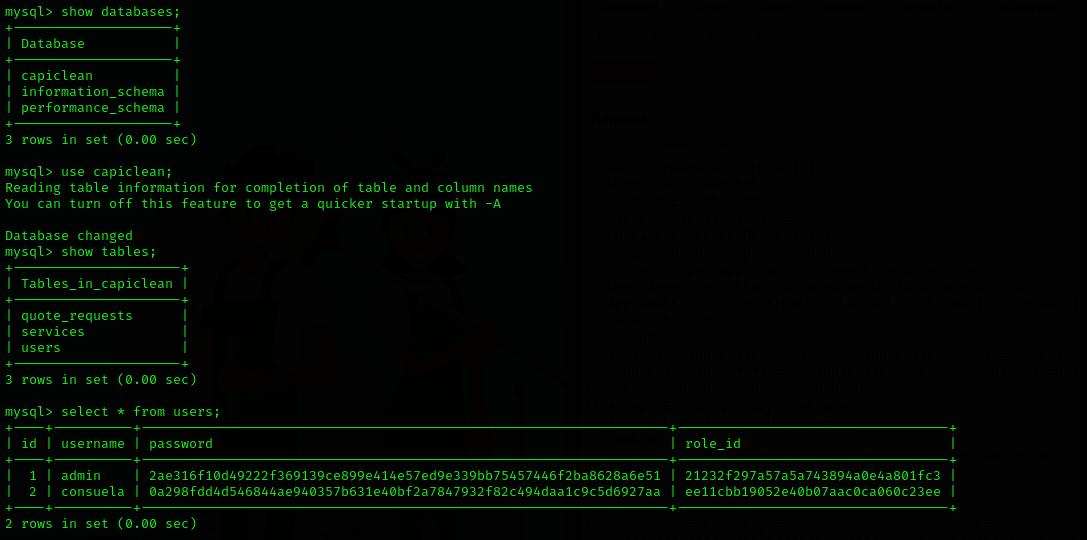 mysql> show databases;
+--------------------+
| Database           |
+--------------------+
| capiclean          |
| information_schema |
| performance_schema |
+--------------------+
3 rows in set (0.00 sec)

mysql> use capiclean;
Reading table information for completion of table and column names
You can turn off this feature to get a quicker startup with -A

Database changed
mysql> show tables;
+---------------------+
| Tables_in_capiclean |
+---------------------+
| quote_requests      |
| services            |
| users               |
+---------------------+
3 rows in set (0.00 sec)

mysql> select * from users;
+----+----------+------------------------------------------------------------------+----------------------------------+
| id | username | password                                                         | role_id                          |
+----+----------+------------------------------------------------------------------+----------------------------------+
|  1 | admin    | 2ae316f10d49222f369139ce899e414e57ed9e339bb75457446f2ba8628a6e51 | 21232f297a57a5a743894a0e4a801fc3 |
|  2 | consuela | 0a298fdd4d546844ae940357b631e40bf2a7847932f82c494daa1c9c5d6927aa | ee11cbb19052e40b07aac0ca060c23ee |
+----+----------+------------------------------------------------------------------+----------------------------------+
2 rows in set (0.00 sec)